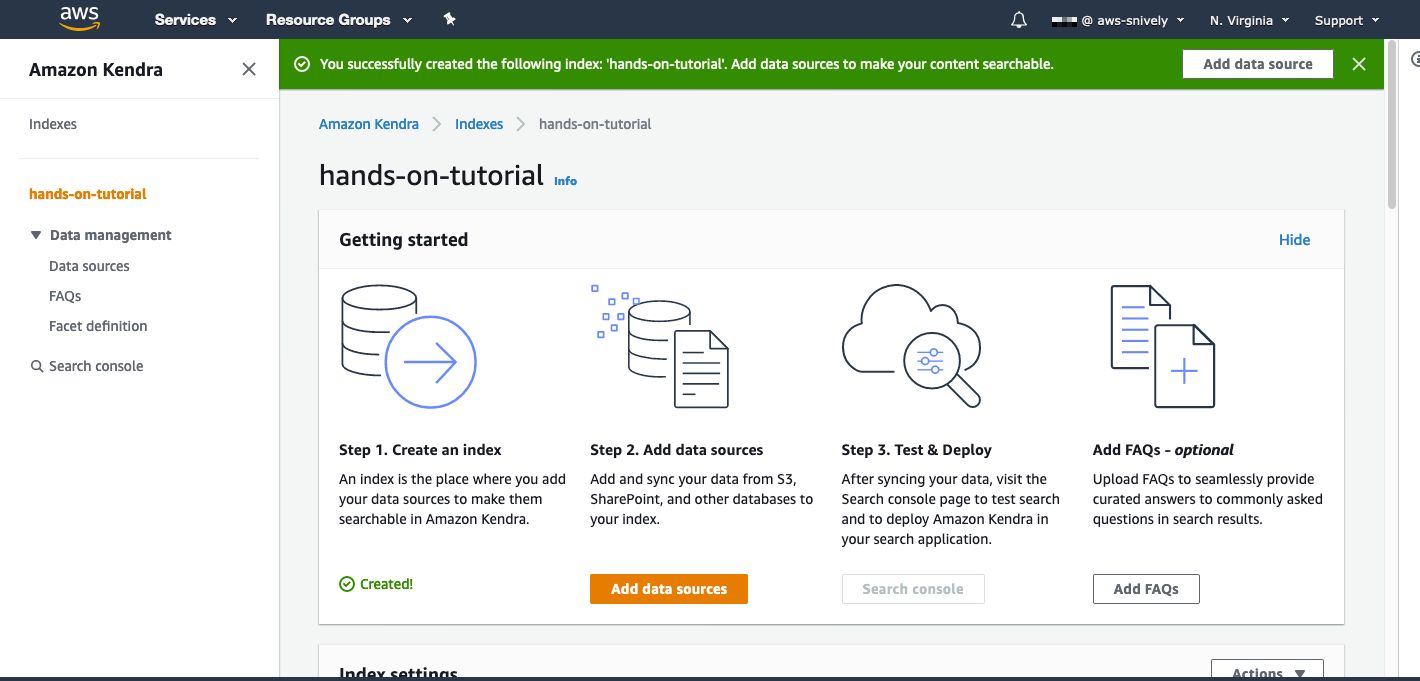 aws
Services
Resource Groups
@ aws-snively
N. Virginia
Support
Amazon Kendra
Indexes
hands-on-tutorial
Data management
Data sources
FAQs
Facet definition
Search console
You successfully created the following index: 'hands-on-tutorial'. Add data sources to make your content searchable.
Add data source
Amazon Kendra
Indexes
hands-on-tutorial
hands-on-tutorial Info
Getting started
Hide
Step 1. Create an index
An index is the place where you add
your data sources to make them
searchable in Amazon Kendra.
Created!
Step 2. Add data sources
Add and sync your data from S3,
SharePoint, and other databases to
your index.
Add data sources
Step 3. Test & Deploy
After syncing your data, visit the
Search console page to test search
and to deploy Amazon Kendra in
your search application.
Search console
Add FAQs - optional
Upload FAQs to seamlessly provide
curated answers to commonly asked
questions in search results.
Add FAQs
Index settings
Actions